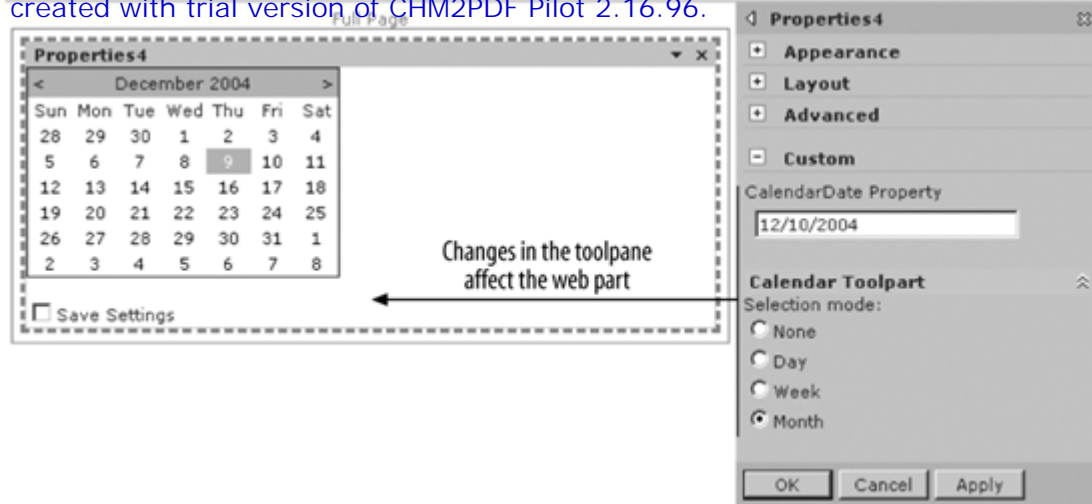 created with trial version of CHM2PDF Pilot 2.16.96.
Full Page
Properties4
< December 2004 >
Sun Mon Tue Wed Thu Fri Sat
28 29 30 1 2 3 4
5 6 7 8 9 10 11
12 13 14 15 16 17 18
19 20 21 22 23 24 25
26 27 28 29 30 31 1
2 3 4 5 6 7 8
Save Settings
Changes in the toolpane
affect the web part
Properties4
Appearance
Layout
Advanced
Custom
CalendarDate Property
12/10/2004
Calendar Toolpart
Selection mode:
None
Day
Week
Month
OK Cancel Apply